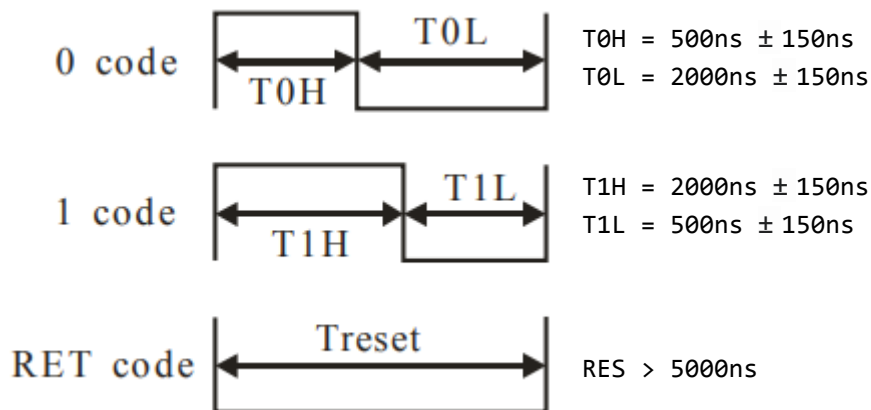 0 code
T0H
T0L
T0H = 500ns ±150ns
T0L = 2000ns ±150ns
1 code
T1H
T1L
T1H = 2000ns ±150ns
T1L = 500ns ±150ns
RET code
Treset
RES > 5000ns